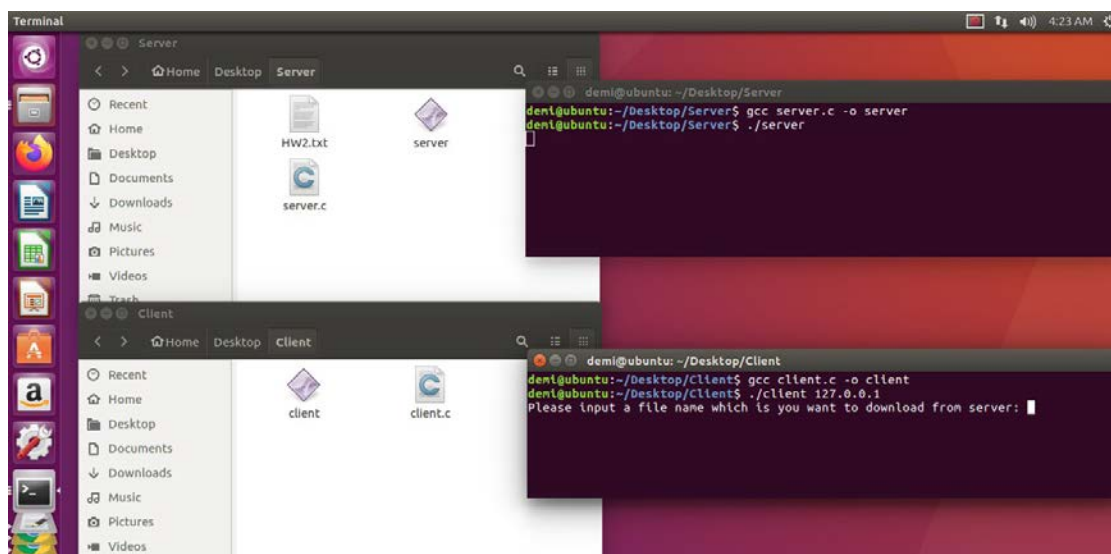 Terminal
4:23 AM
Server
Home Desktop Server
Recent
Home
Desktop
Documents
Downloads
Music
Pictures
Videos
Trash
HW2.txt
server
server.c
demi@ubuntu: ~/Desktop/Server
demi@ubuntu:~/Desktop/Server$ gcc server.c -o server
demi@ubuntu:~/Desktop/Server$ ./server
Client
Home Desktop Client
Recent
Home
Desktop
Documents
Downloads
Music
Pictures
Videos
client
client.c
demi@ubuntu: ~/Desktop/Client
demi@ubuntu:~/Desktop/Client$ gcc client.c -o client
demi@ubuntu:~/Desktop/Client$ ./client 127.0.0.1
Please input a file name which is you want to download from server: